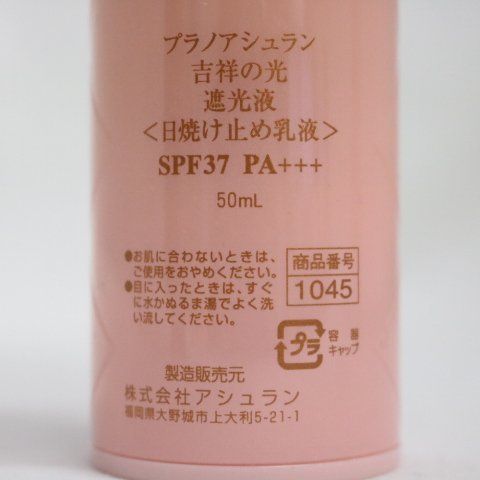 プラノアシュラン
吉祥の光
遮光液
＜日焼け止め乳液＞
SPF37 PA+++
50mL
●お肌に合わないときは、
ご使用をおやめください。
●目に入ったときは、すぐ
に水かぬるま湯でよく洗
い流してください。
商品番号
1045
プラ
容器
キャップ
製造販売元
株式会社アシュラン
福岡県大野城市上大利5-21-1